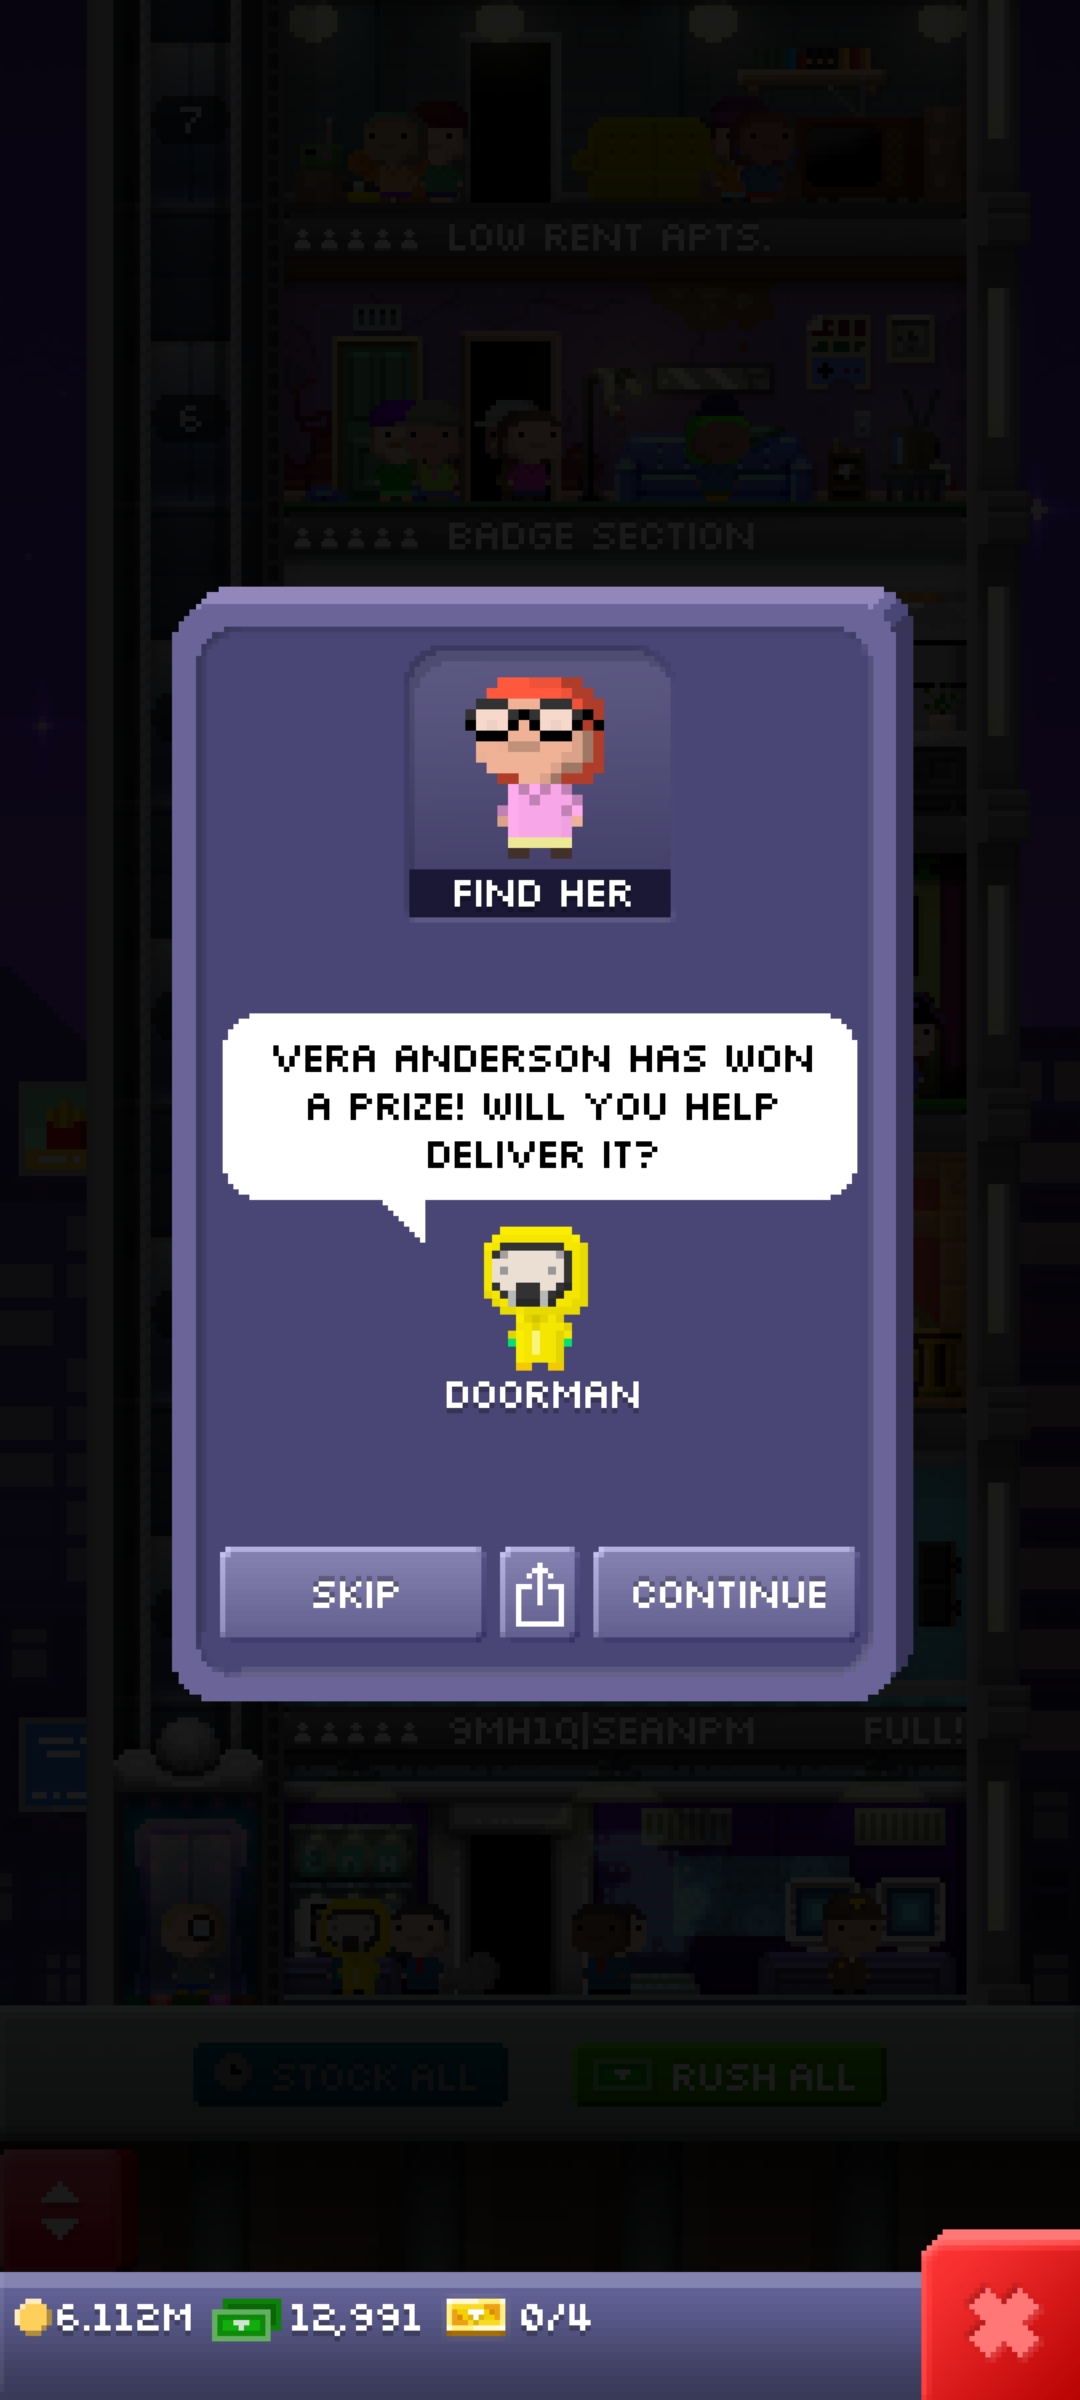 7
LOW RENT APTS.
6
BADGE SECTION
FIND HER
VERA ANDERSON HAS WON
A PRIZE! WILL YOU HELP
DELIVER IT?
DOORMAN
SKIP
CONTINUE
9MH1Q|SEANPM FULL!
STOCK ALL
RUSH ALL
6.112M 12,991 0/4